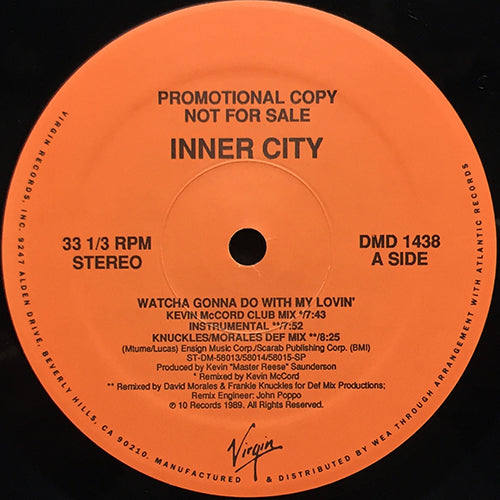 PROMOTIONAL COPY
NOT FOR SALE
INNER CITY
33 1/3 RPM
STEREO
DMD 1438
A SIDE
WATCHA GONNA DO WITH MY LOVIN'
KEVIN McCORD CLUB MIX */7:43
INSTRUMENTAL **/7:52
KNUCKLES/MORALES DEF MIX **/8:25
(Mtume/Lucas) Ensign Music Corp./Scarab Publishing Corp. (BMI)
ST-DM-58013/58014/58015-SP
Produced by Kevin "Master Reese" Saunderson
* Remixed by Kevin McCord
** Remixed by David Morales & Frankie Knuckles for Def Mix Productions;
Remix Engineer: John Poppo
℗ 10 Records 1989. All Rights Reserved.
Virgin
VIRGIN RECORDS, INC. 9247 ALDEN DRIVE, BEVERLY HILLS, CA 90210. MANUFACTURED & DISTRIBUTED BY WEA THROUGH ARRANGEMENT WITH ATLANTIC RECORDS